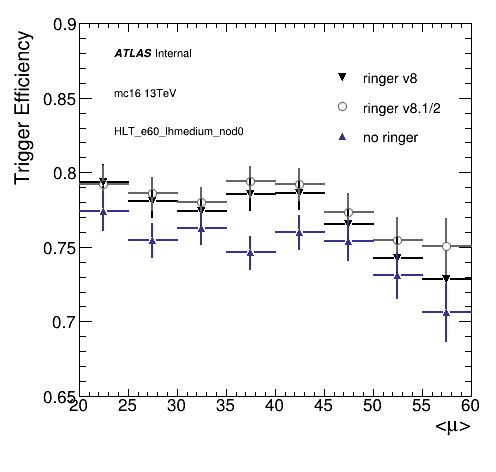 Trigger Efficiency
0.9
0.85
0.8
0.75
0.7
0.65
ATLAS Internal
mc16 13TeV
HLT_e60_lhmedium_nod0
ringer v8
ringer v8.1/2
no ringer
20 25 30 35 40 45 50 55 60
<μ>